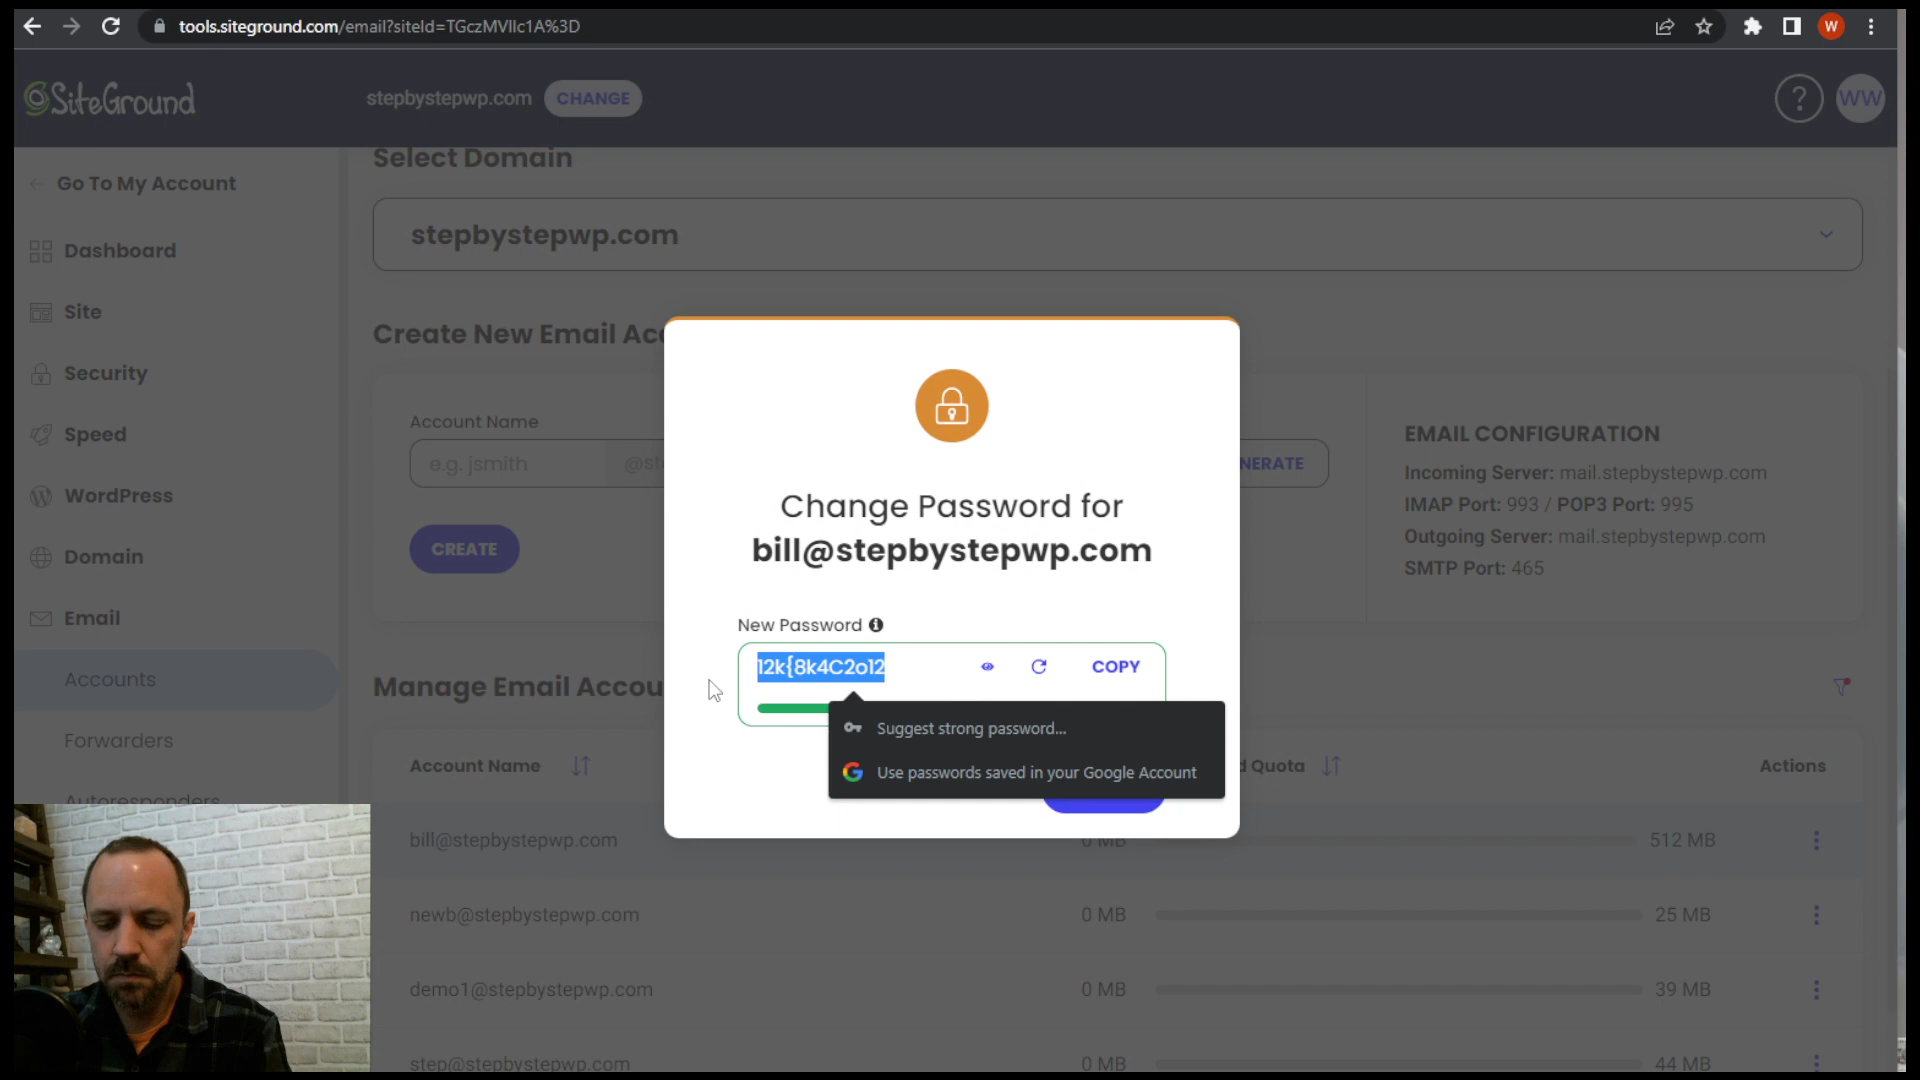 tools.siteground.com/email?siteId=TGczMVllc1A%3D
W
SiteGround
stepbystepwp.com
CHANGE
?
WW
Go To My Account
Dashboard
Site
Security
Speed
WordPress
Domain
Email
Accounts
Forwarders
Autoresponders
Select Domain
stepbystepwp.com
Create New Email Acc
Account Name
e.g. jsmith
@st
NERATE
CREATE
EMAIL CONFIGURATION
Incoming Server: mail.stepbystepwp.com
IMAP Port: 993 / POP3 Port: 995
Outgoing Server: mail.stepbystepwp.com
SMTP Port: 465
Change Password for
bill@stepbystepwp.com
New Password
12k{8k4C2o12
COPY
Suggest strong password...
Use passwords saved in your Google Account
Manage Email Accou
Account Name
d Quota
Actions
bill@stepbystepwp.com
0 MB
512 MB
newb@stepbystepwp.com
0 MB
25 MB
demo1@stepbystepwp.com
0 MB
39 MB
step@stepbystepwp.com
0 MB
44 MB